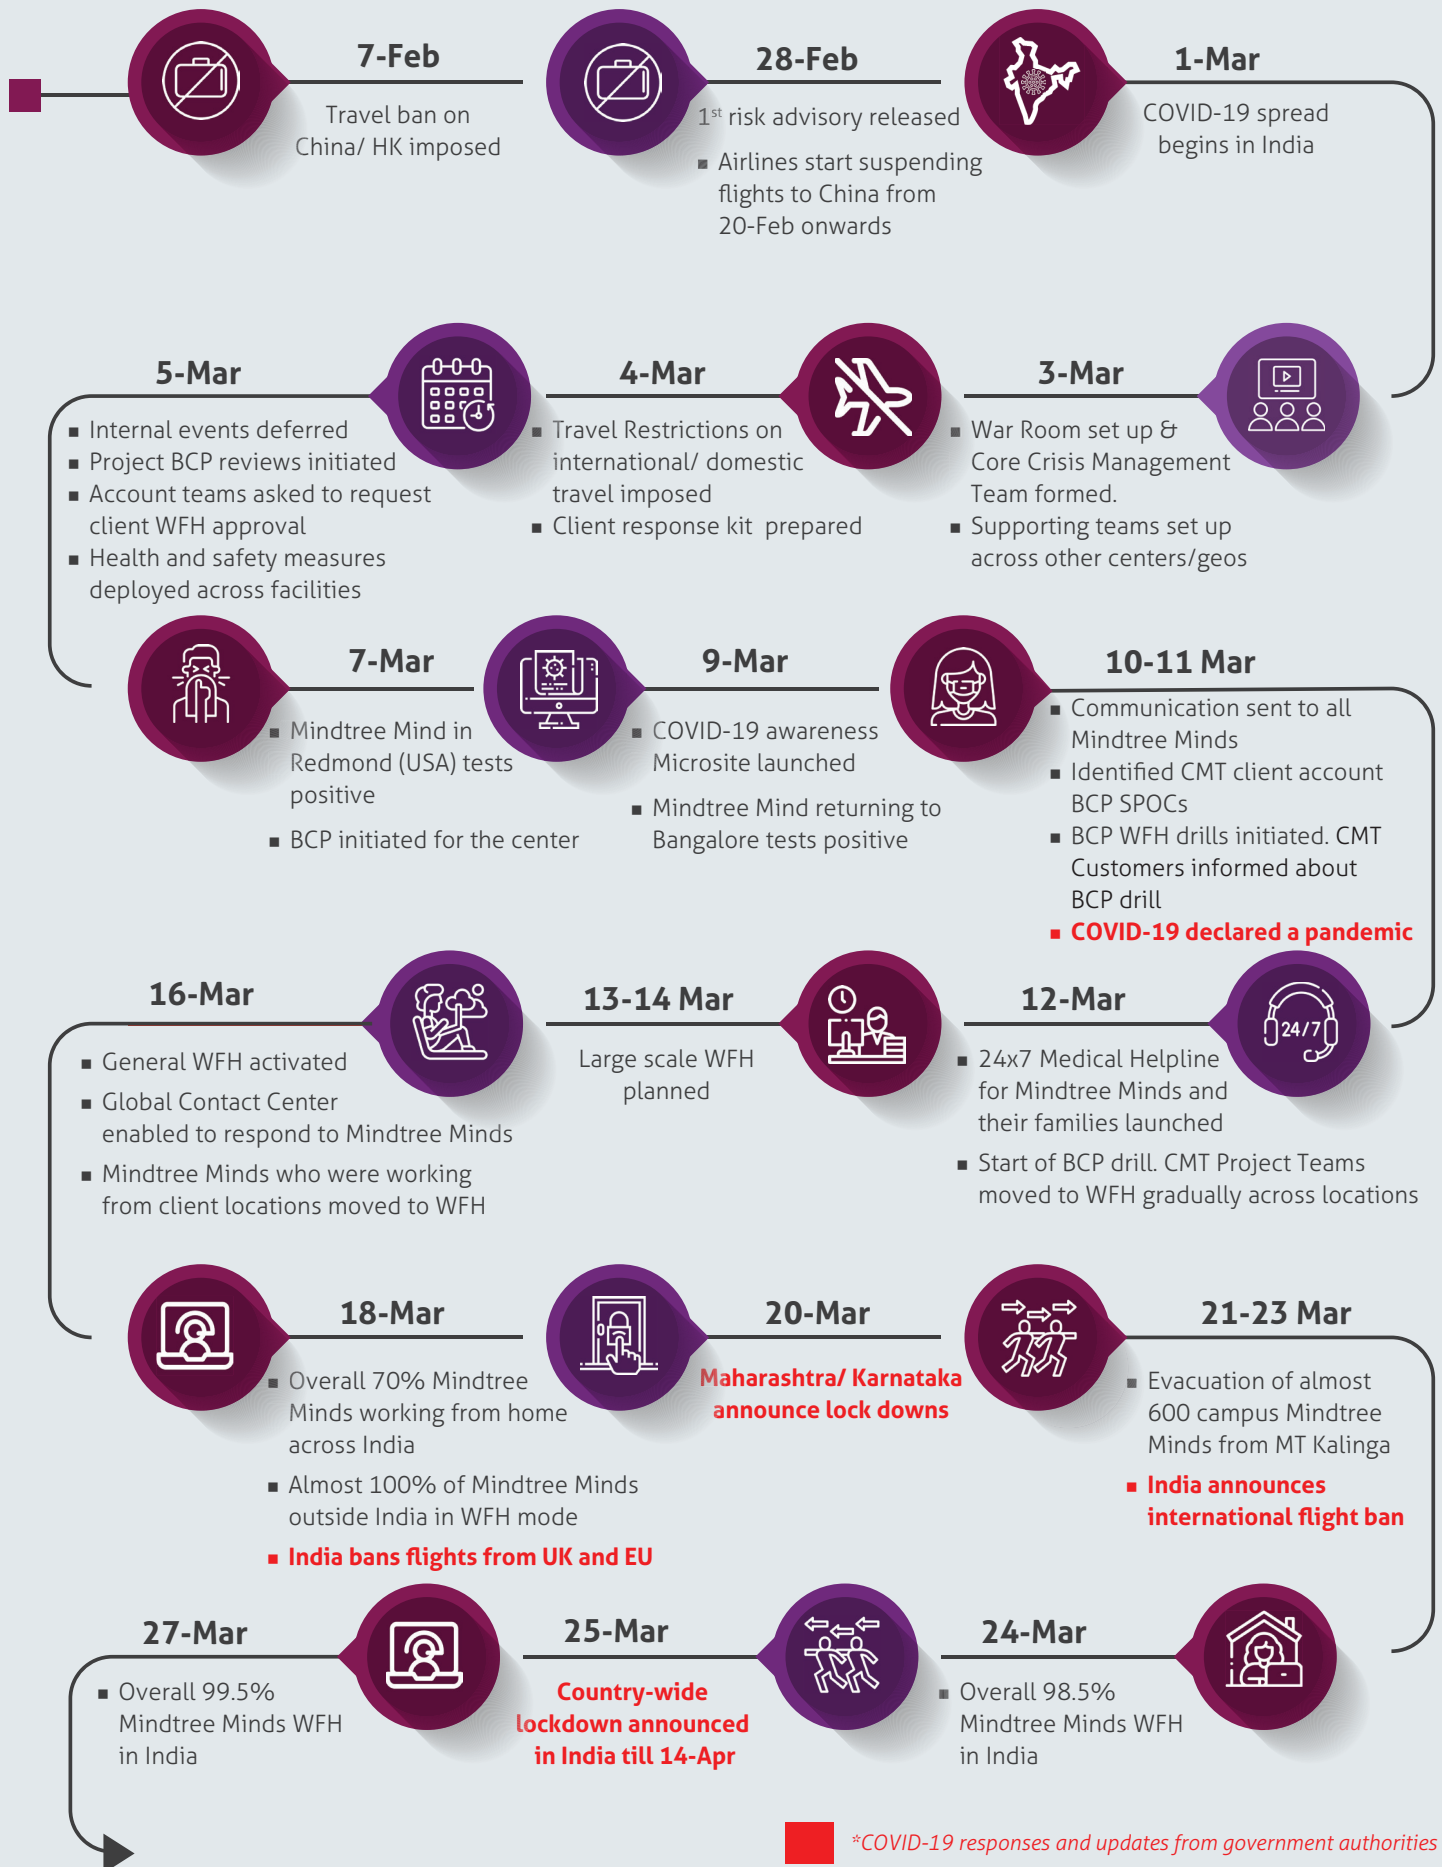 7-Feb
Travel ban on
China/ HK imposed
28-Feb
1st risk advisory released
▪ Airlines start suspending
flights to China from
20-Feb onwards
1-Mar
COVID-19 spread
begins in India
3-Mar
▪ War Room set up &
Core Crisis Management
Team formed.
▪ Supporting teams set up
across other centers/geos
4-Mar
▪ Travel Restrictions on
international/ domestic
travel imposed
▪ Client response kit prepared
5-Mar
▪ Internal events deferred
▪ Project BCP reviews initiated
▪ Account teams asked to request
client WFH approval
▪ Health and safety measures
deployed across facilities
7-Mar
▪ Mindtree Mind in
Redmond (USA) tests
positive
▪ BCP initiated for the center
9-Mar
▪ COVID-19 awareness
Microsite launched
▪ Mindtree Mind returning to
Bangalore tests positive
10-11 Mar
▪ Communication sent to all
Mindtree Minds
▪ Identified CMT client account
BCP SPOCs
▪ BCP WFH drills initiated. CMT
Customers informed about
BCP drill
▪ COVID-19 declared a pandemic
12-Mar
24/7
▪ 24x7 Medical Helpline
for Mindtree Minds and
their families launched
▪ Start of BCP drill. CMT Project Teams
moved to WFH gradually across locations
13-14 Mar
Large scale WFH
planned
16-Mar
▪ General WFH activated
▪ Global Contact Center
enabled to respond to Mindtree Minds
▪ Mindtree Minds who were working
from client locations moved to WFH
18-Mar
▪ Overall 70% Mindtree
Minds working from home
across India
▪ Almost 100% of Mindtree Minds
outside India in WFH mode
▪ India bans flights from UK and EU
20-Mar
Maharashtra/ Karnataka
announce lock downs
21-23 Mar
▪ Evacuation of almost
600 campus Mindtree
Minds from MT Kalinga
▪ India announces
international flight ban
24-Mar
▪ Overall 98.5%
Mindtree Minds WFH
in India
25-Mar
Country-wide
lockdown announced
in India till 14-Apr
27-Mar
▪ Overall 99.5%
Mindtree Minds WFH
in India
*COVID-19 responses and updates from government authorities